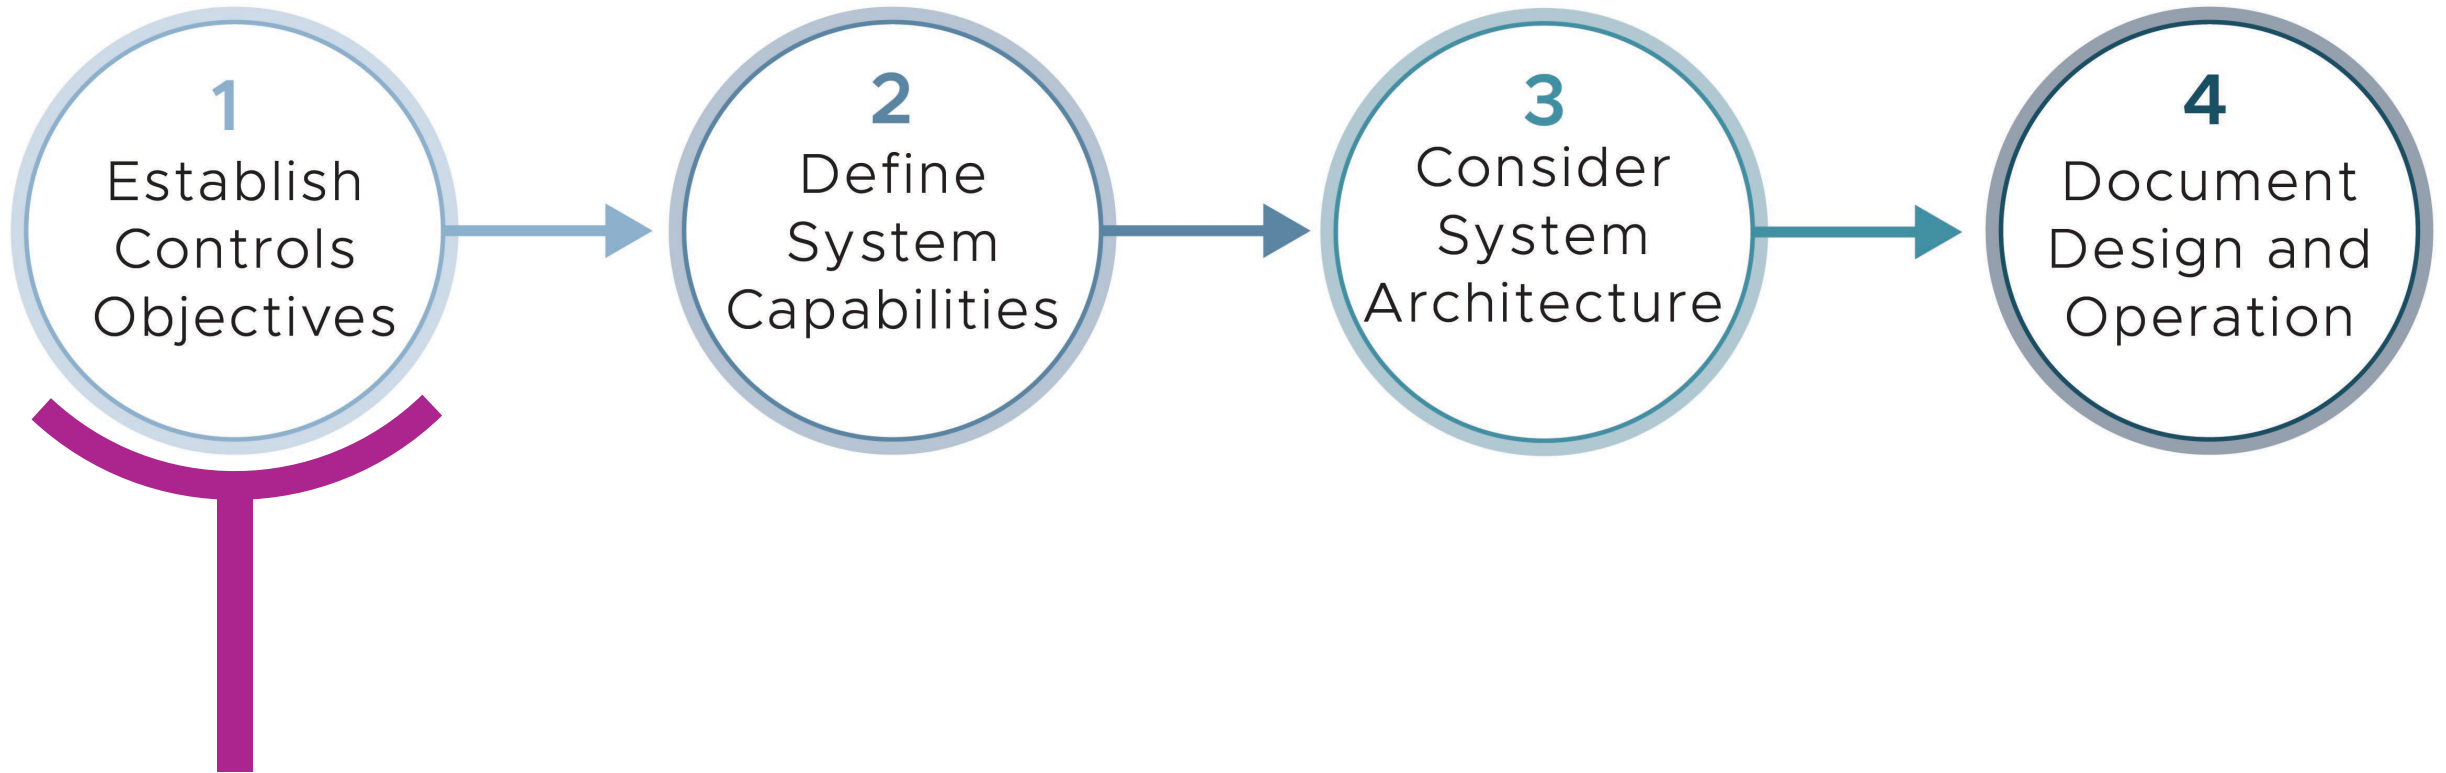 1
Establish
Controls
Objectives
2
Define
System
Capabilities
3
Consider
System
Architecture
4
Document
Design and
Operation